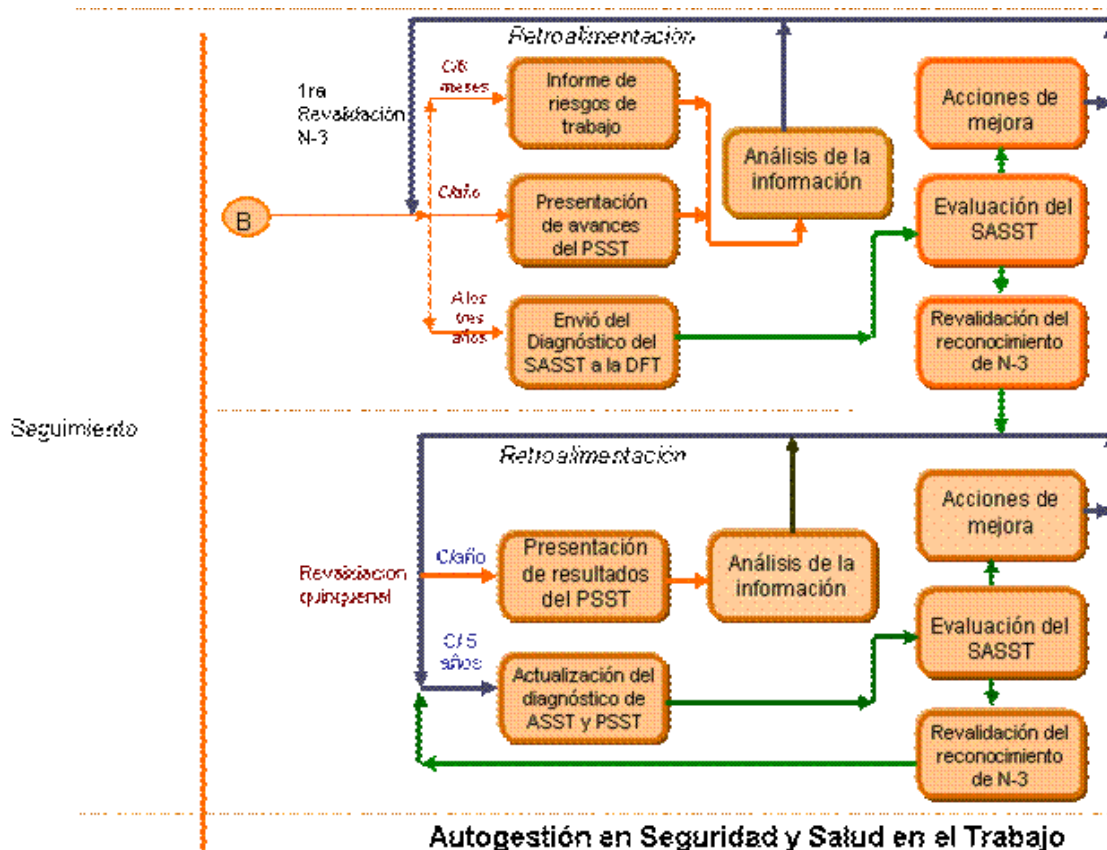 Retroalimentación
1ra
Revalidación
N-3
C/6
meses
Informe de
riesgos de
trabajo
Acciones de
mejora
Análisis de la
información
B
C/año
Presentación
de avances
del PSST
Evaluación del
SASST
A los
tres
años
Envió del
Diagnóstico del
SASST a la DFT
Revalidación del
reconocimiento
de N-3
Seguimiento
Retroalimentación
Acciones de
mejora
Revalidacion
quinquenal
C/año
Presentación
de resultados
del PSST
Análisis de la
información
Evaluación del
SASST
C/ 5
años
Actualización del
diagnóstico de
ASST y PSST
Revalidación del
reconocimiento
de N-3
Autogestión en Seguridad y Salud en el Trabajo